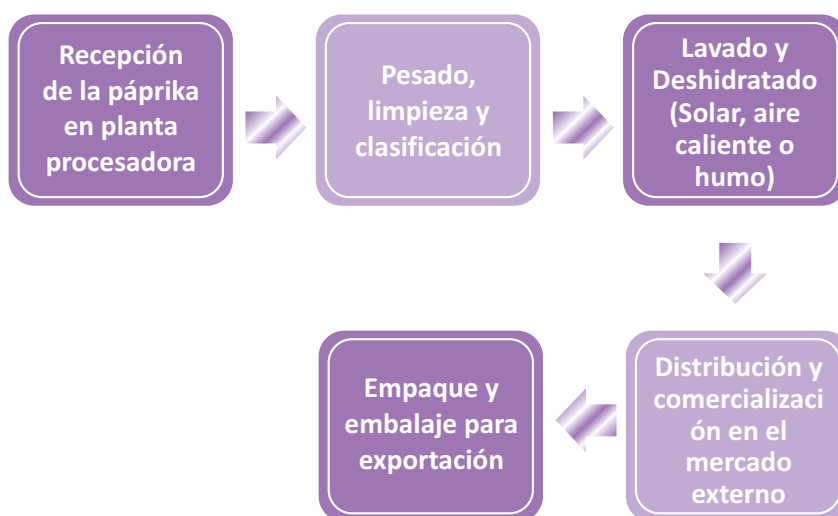 Recepción
de la páprika
en planta
procesadora
Pesado,
limpieza y
clasificación
Lavado y
Deshidratado
(Solar, aire
caliente o
humo)
Distribución y
comercializaci
ón en el
mercado
externo
Empaque y
embalaje para
exportación